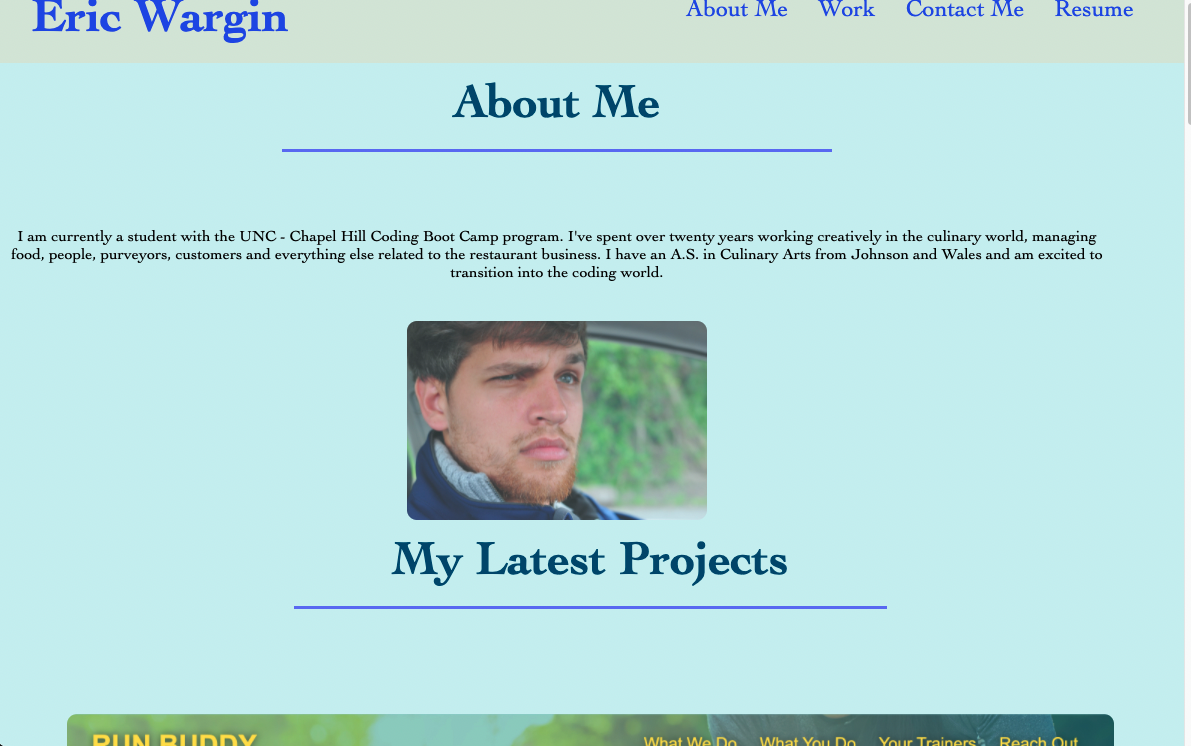 Eric Wargin
About Me Work Contact Me Resume
About Me
I am currently a student with the UNC - Chapel Hill Coding Boot Camp program. I've spent over twenty years working creatively in the culinary world, managing
food, people, purveyors, customers and everything else related to the restaurant business. I have an A.S. in Culinary Arts from Johnson and Wales and am excited to
transition into the coding world.
My Latest Projects
RUN BUDDY
What We Do What You Do Your Trainers Reach Out